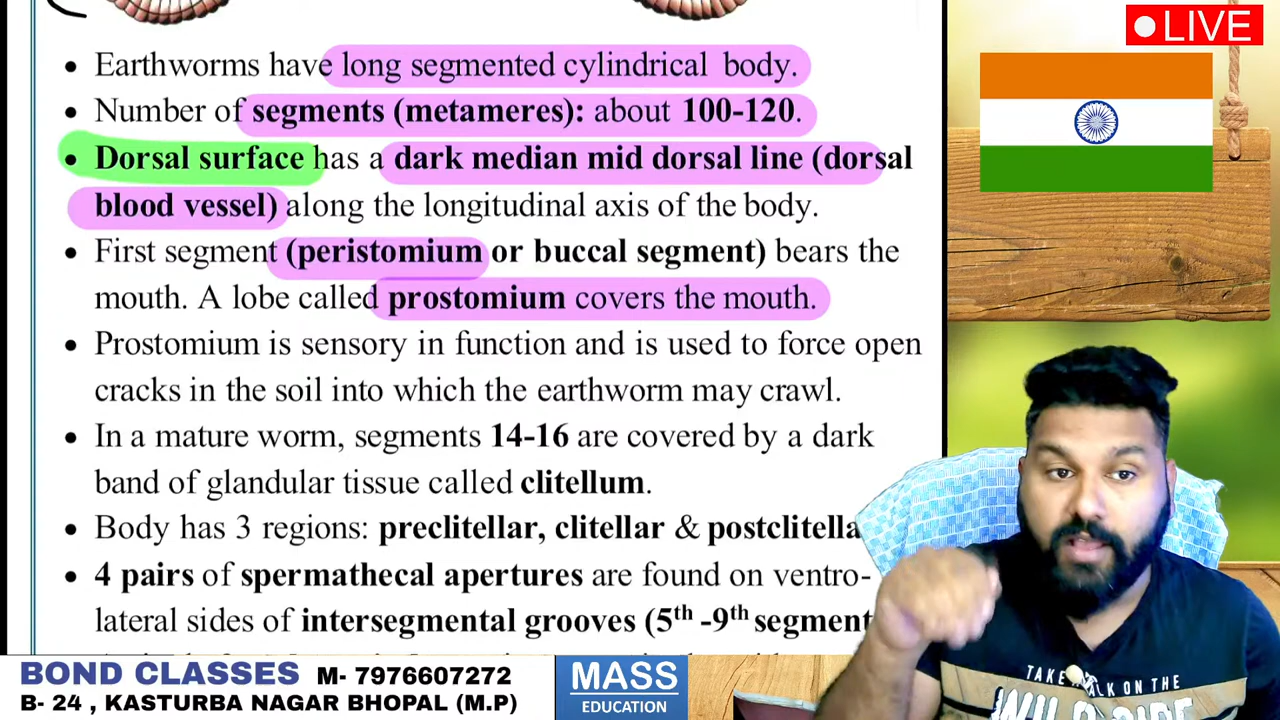 LIVE
• Earthworms have long segmented cylindrical body.
• Number of segments (metameres): about 100-120.
• Dorsal surface has a dark median mid dorsal line (dorsal
blood vessel) along the longitudinal axis of the body.
• First segment (peristomium or buccal segment) bears the
mouth. A lobe called prostomium covers the mouth.
• Prostomium is sensory in function and is used to force open
cracks in the soil into which the earthworm may crawl.
• In a mature worm, segments 14-16 are covered by a dark
band of glandular tissue called clitellum.
• Body has 3 regions: preclitellar, clitellar & postclitella
• 4 pairs of spermathecal apertures are found on ventro-
lateral sides of intersegmental grooves (5th -9th segment
BOND CLASSES M- 7976607272
B- 24 , KASTURBA NAGAR BHOPAL (M.P)
MASS
EDUCATION
TAKE A WALK ON THE
WILD SIDE